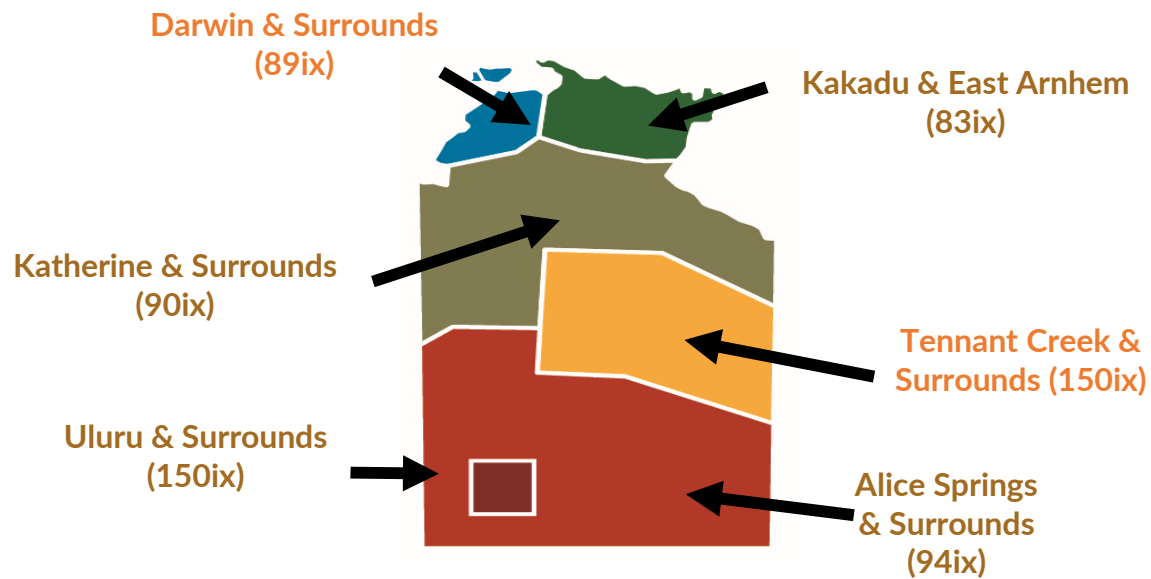 Darwin & Surrounds
(89ix)
Kakadu & East Arnhem
(83ix)
Katherine & Surrounds
(90ix)
Tennant Creek &
Surrounds (150ix)
Uluru & Surrounds
(150ix)
Alice Springs
& Surrounds
(94ix)